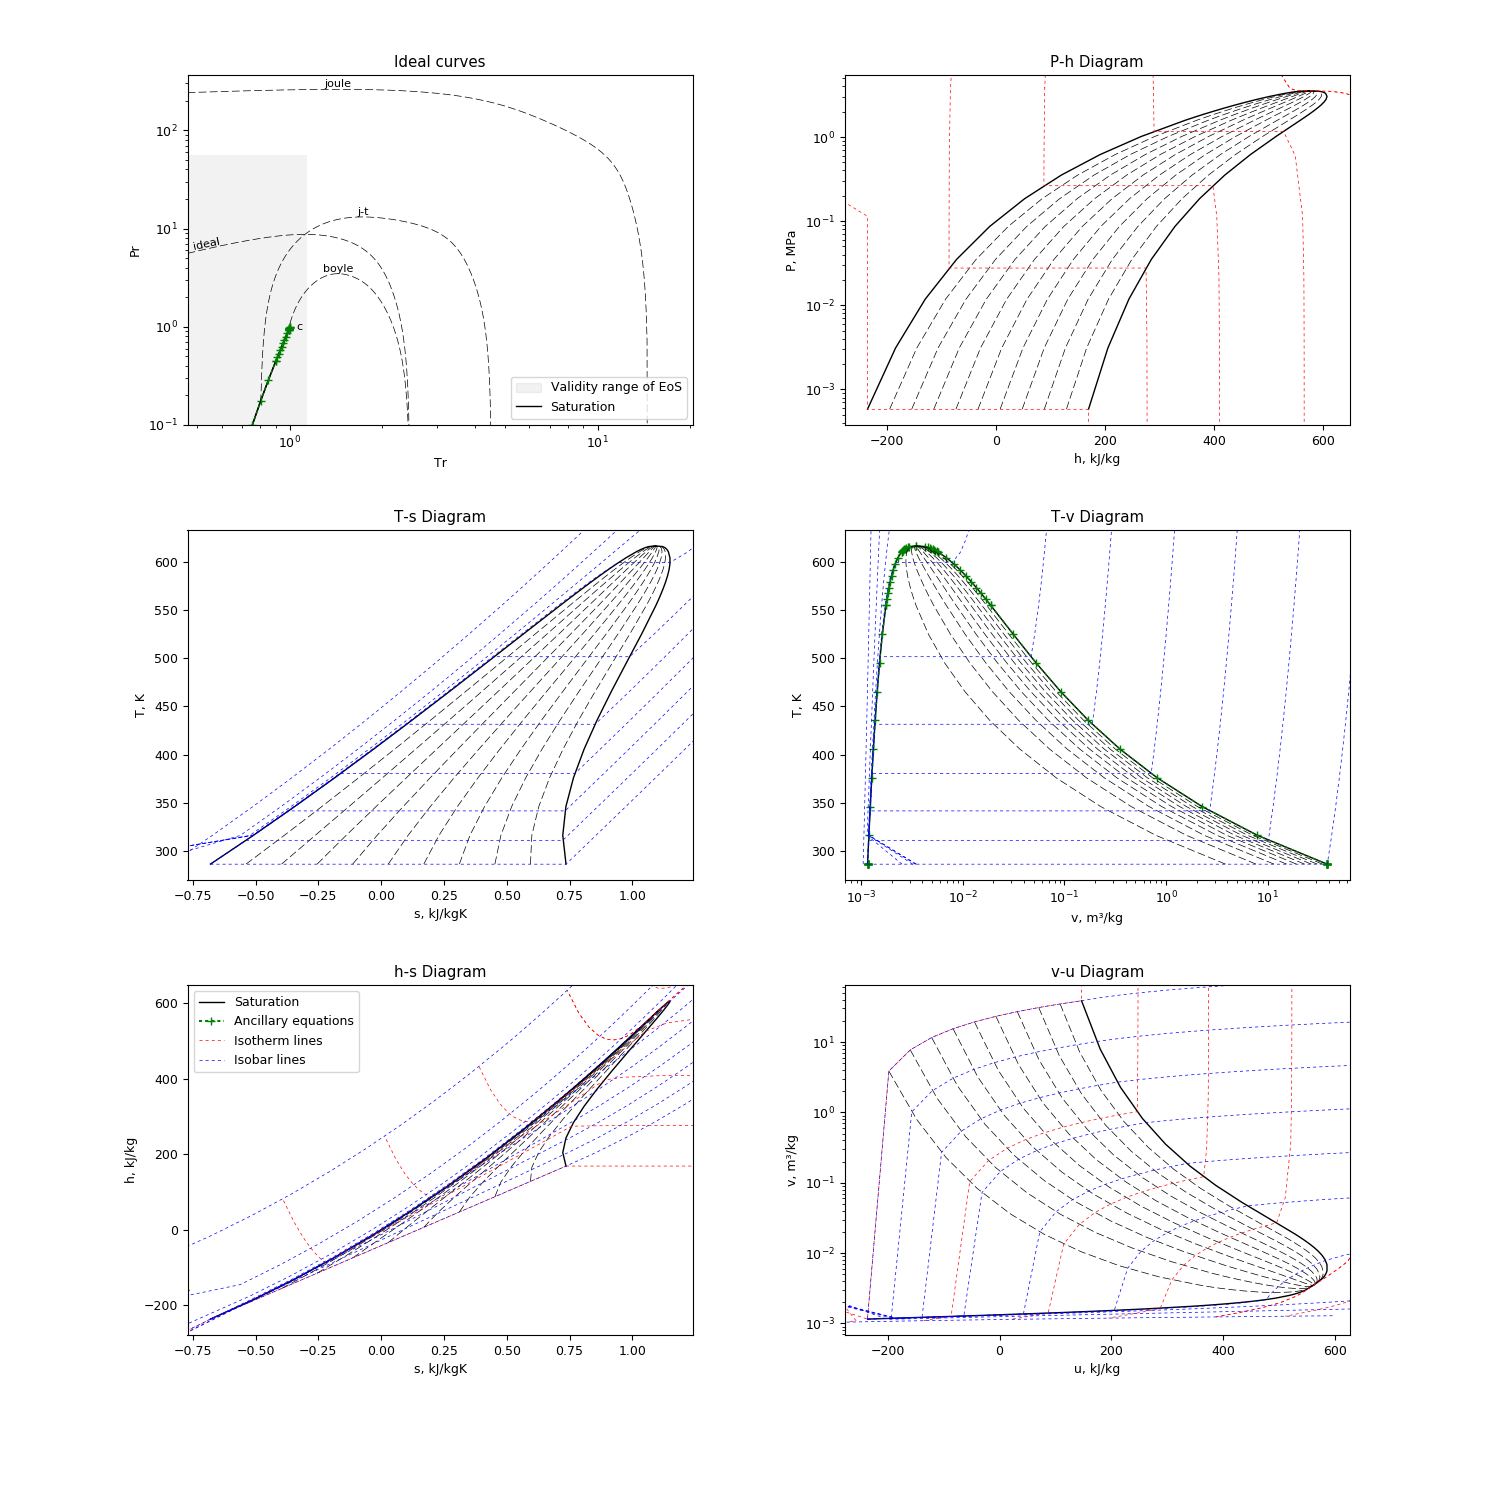 Ideal curves
joule
j-t
ideal
boyle
c
Validity range of EoS
Saturation
10² 10¹ 10⁰ 10⁻¹
Pr
10⁰ 10¹
Tr
P-h Diagram
10⁰ 10⁻¹ 10⁻² 10⁻³
P, MPa
−200 0 200 400 600
h, kJ/kg
T-s Diagram
600 550 500 450 400 350 300
T, K
−0.75 −0.50 −0.25 0.00 0.25 0.50 0.75 1.00
s, kJ/kgK
T-v Diagram
600 550 500 450 400 350 300
T, K
10⁻³ 10⁻² 10⁻¹ 10⁰ 10¹
v, m³/kg
h-s Diagram
Saturation
Ancillary equations
Isotherm lines
Isobar lines
600 400 200 0 −200
h, kJ/kg
−0.75 −0.50 −0.25 0.00 0.25 0.50 0.75 1.00
s, kJ/kgK
v-u Diagram
10¹ 10⁰ 10⁻¹ 10⁻² 10⁻³
v, m³/kg
−200 0 200 400 600
u, kJ/kg